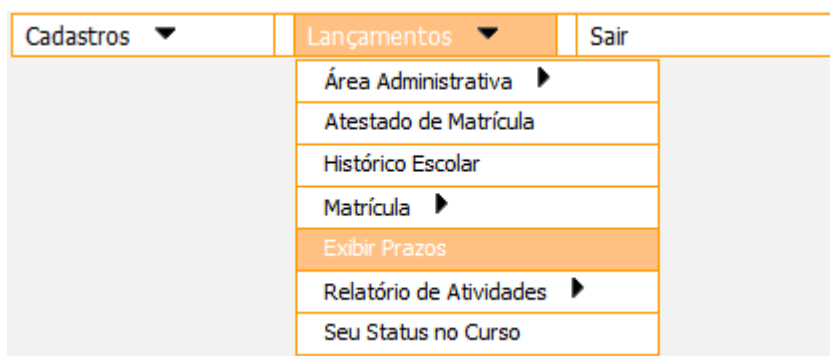 Cadastros
Lançamentos
Sair
Área Administrativa
Atestado de Matrícula
Histórico Escolar
Matrícula
Exibir Prazos
Relatório de Atividades
Seu Status no Curso